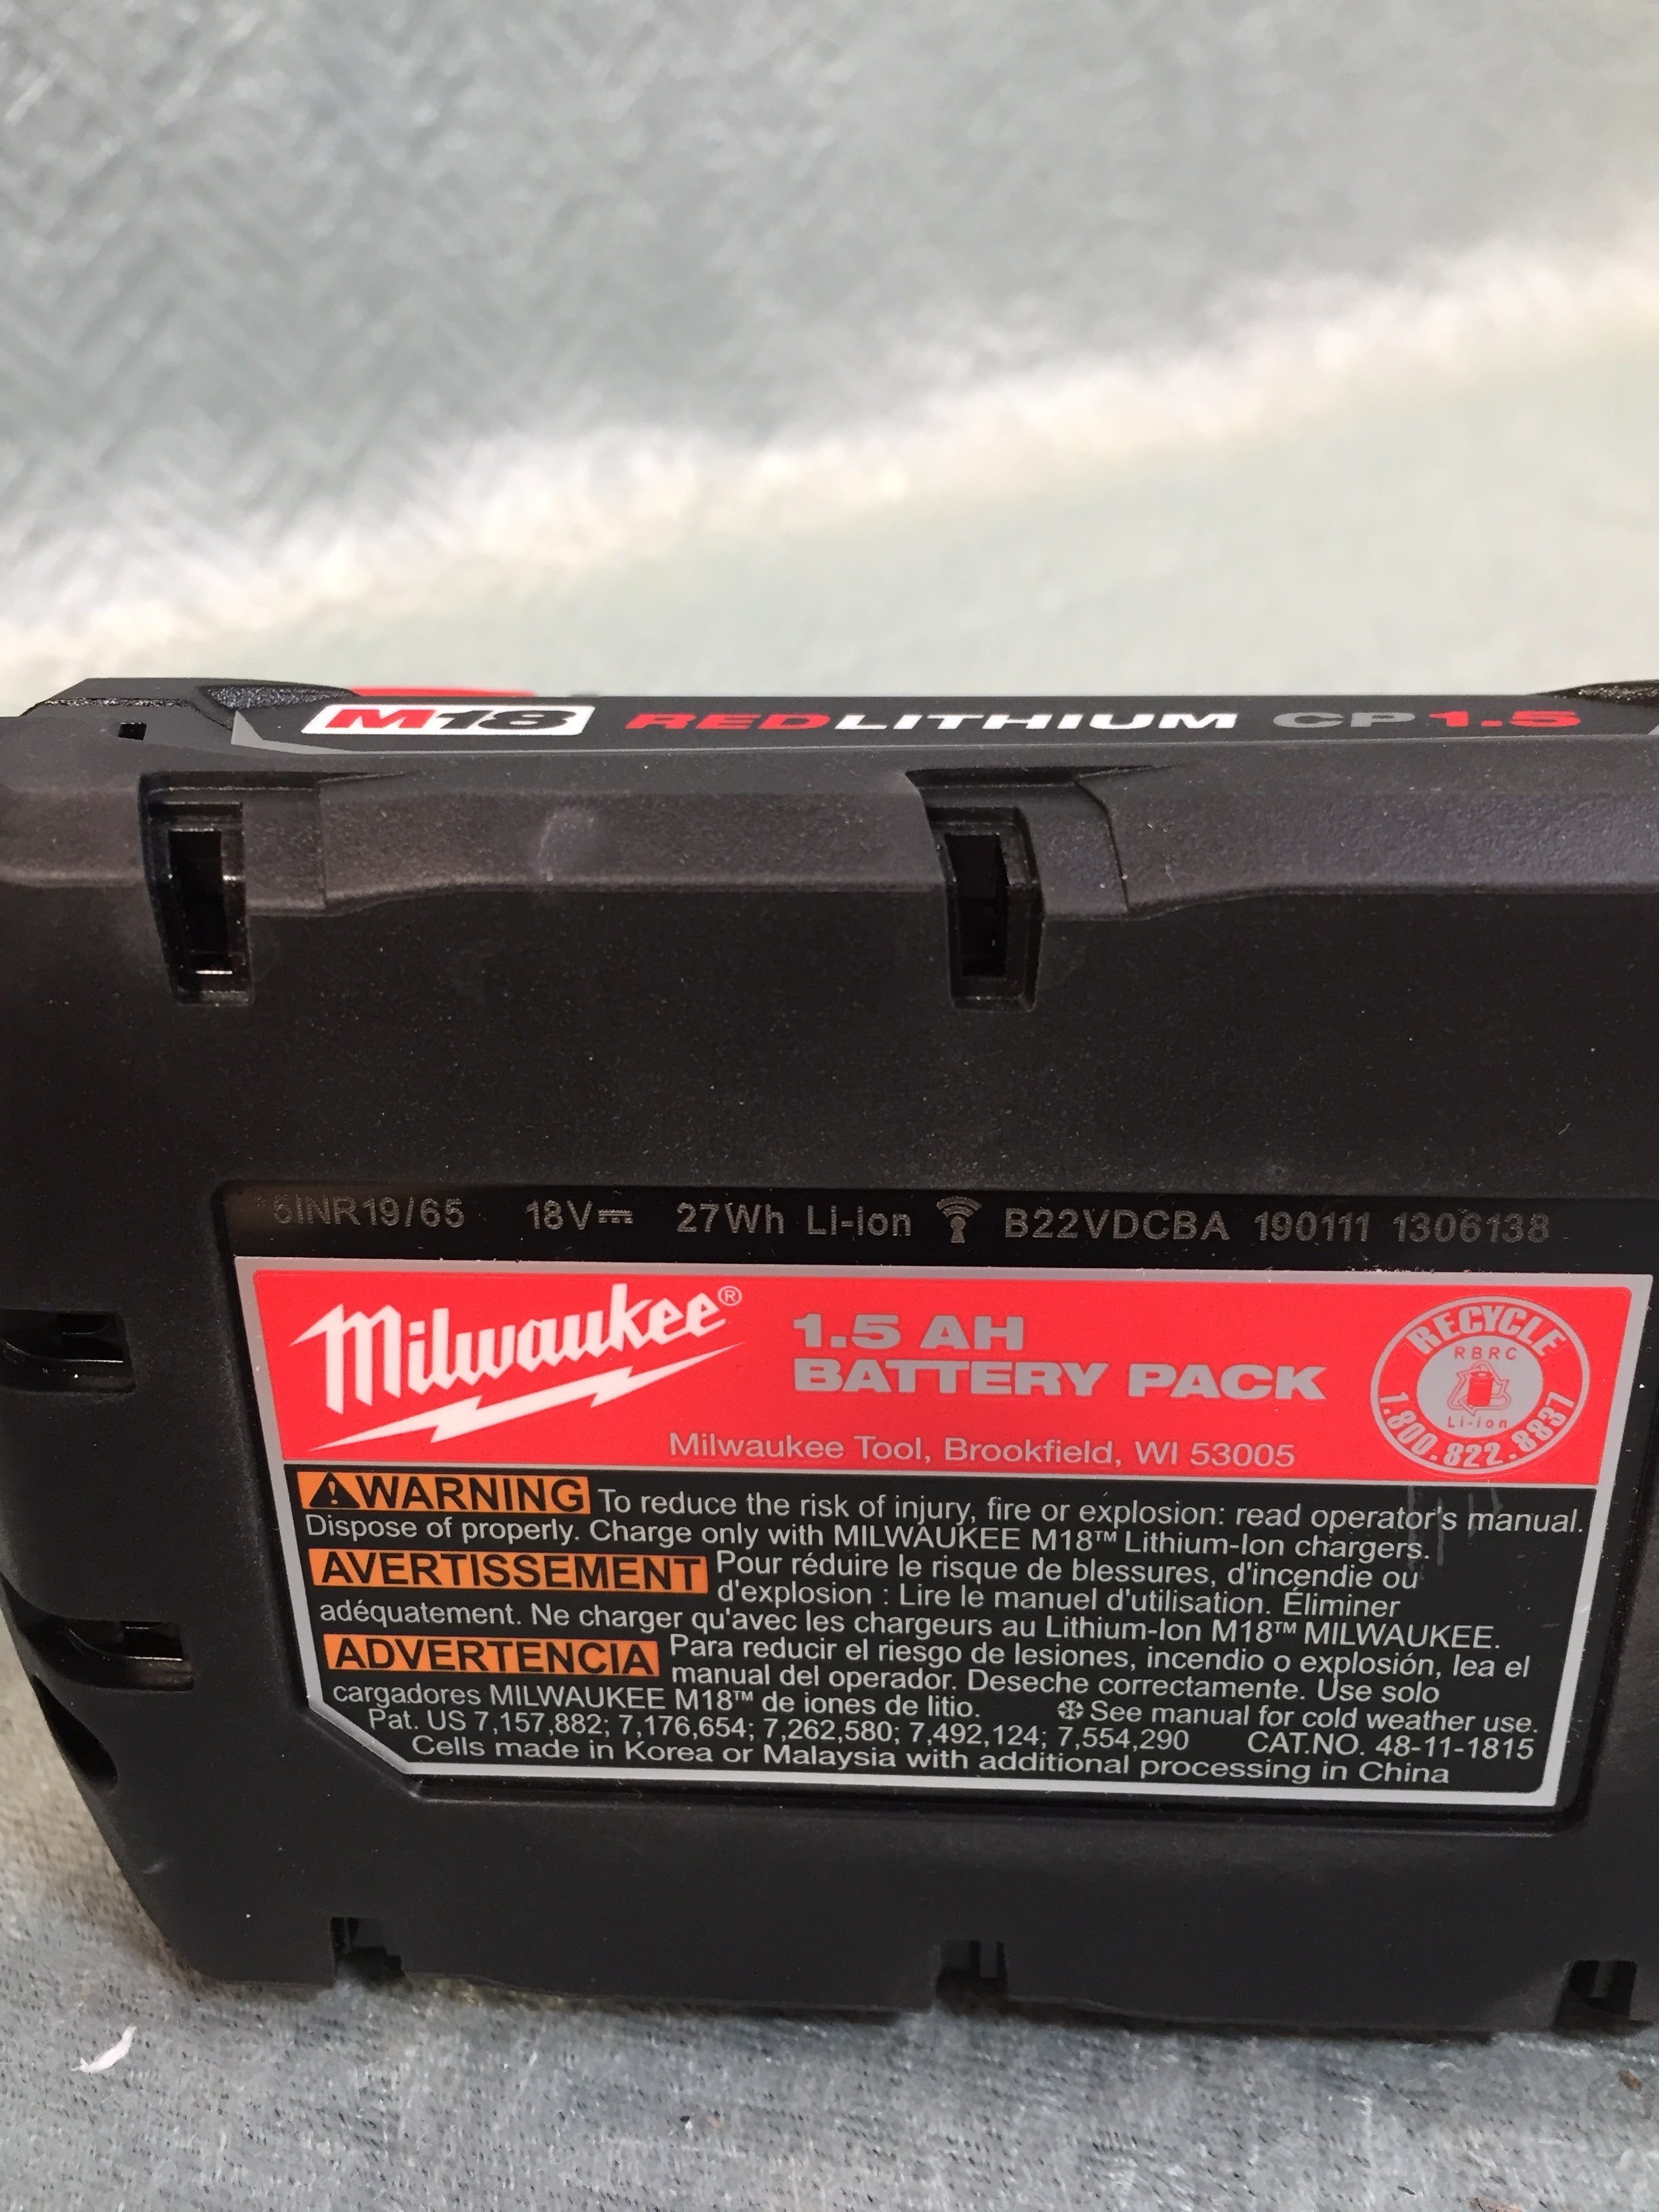 M18 REDLITHIUM CP1.5
5INR19/65 18V⎓ 27Wh Li-Ion B22VDCBA 190111 1306138
Milwaukee®
1.5 AH
BATTERY PACK
Milwaukee Tool, Brookfield, WI 53005
RECYCLE
RBRC
Li-ion
1.800.822.8837
⚠WARNING To reduce the risk of injury, fire or explosion: read operator's manual.
Dispose of properly. Charge only with MILWAUKEE M18™ Lithium-Ion chargers.
AVERTISSEMENT Pour réduire le risque de blessures, d'incendie ou
d'explosion : Lire le manuel d'utilisation. Éliminer
adéquatement. Ne charger qu'avec les chargeurs au Lithium-Ion M18™ MILWAUKEE.
ADVERTENCIA Para reducir el riesgo de lesiones, incendio o explosión, lea el
manual del operador. Deseche correctamente. Use solo
cargadores MILWAUKEE M18™ de iones de litio. ❄See manual for cold weather use.
Pat. US 7,157,882; 7,176,654; 7,262,580; 7,492,124; 7,554,290 CAT.NO. 48-11-1815
Cells made in Korea or Malaysia with additional processing in China